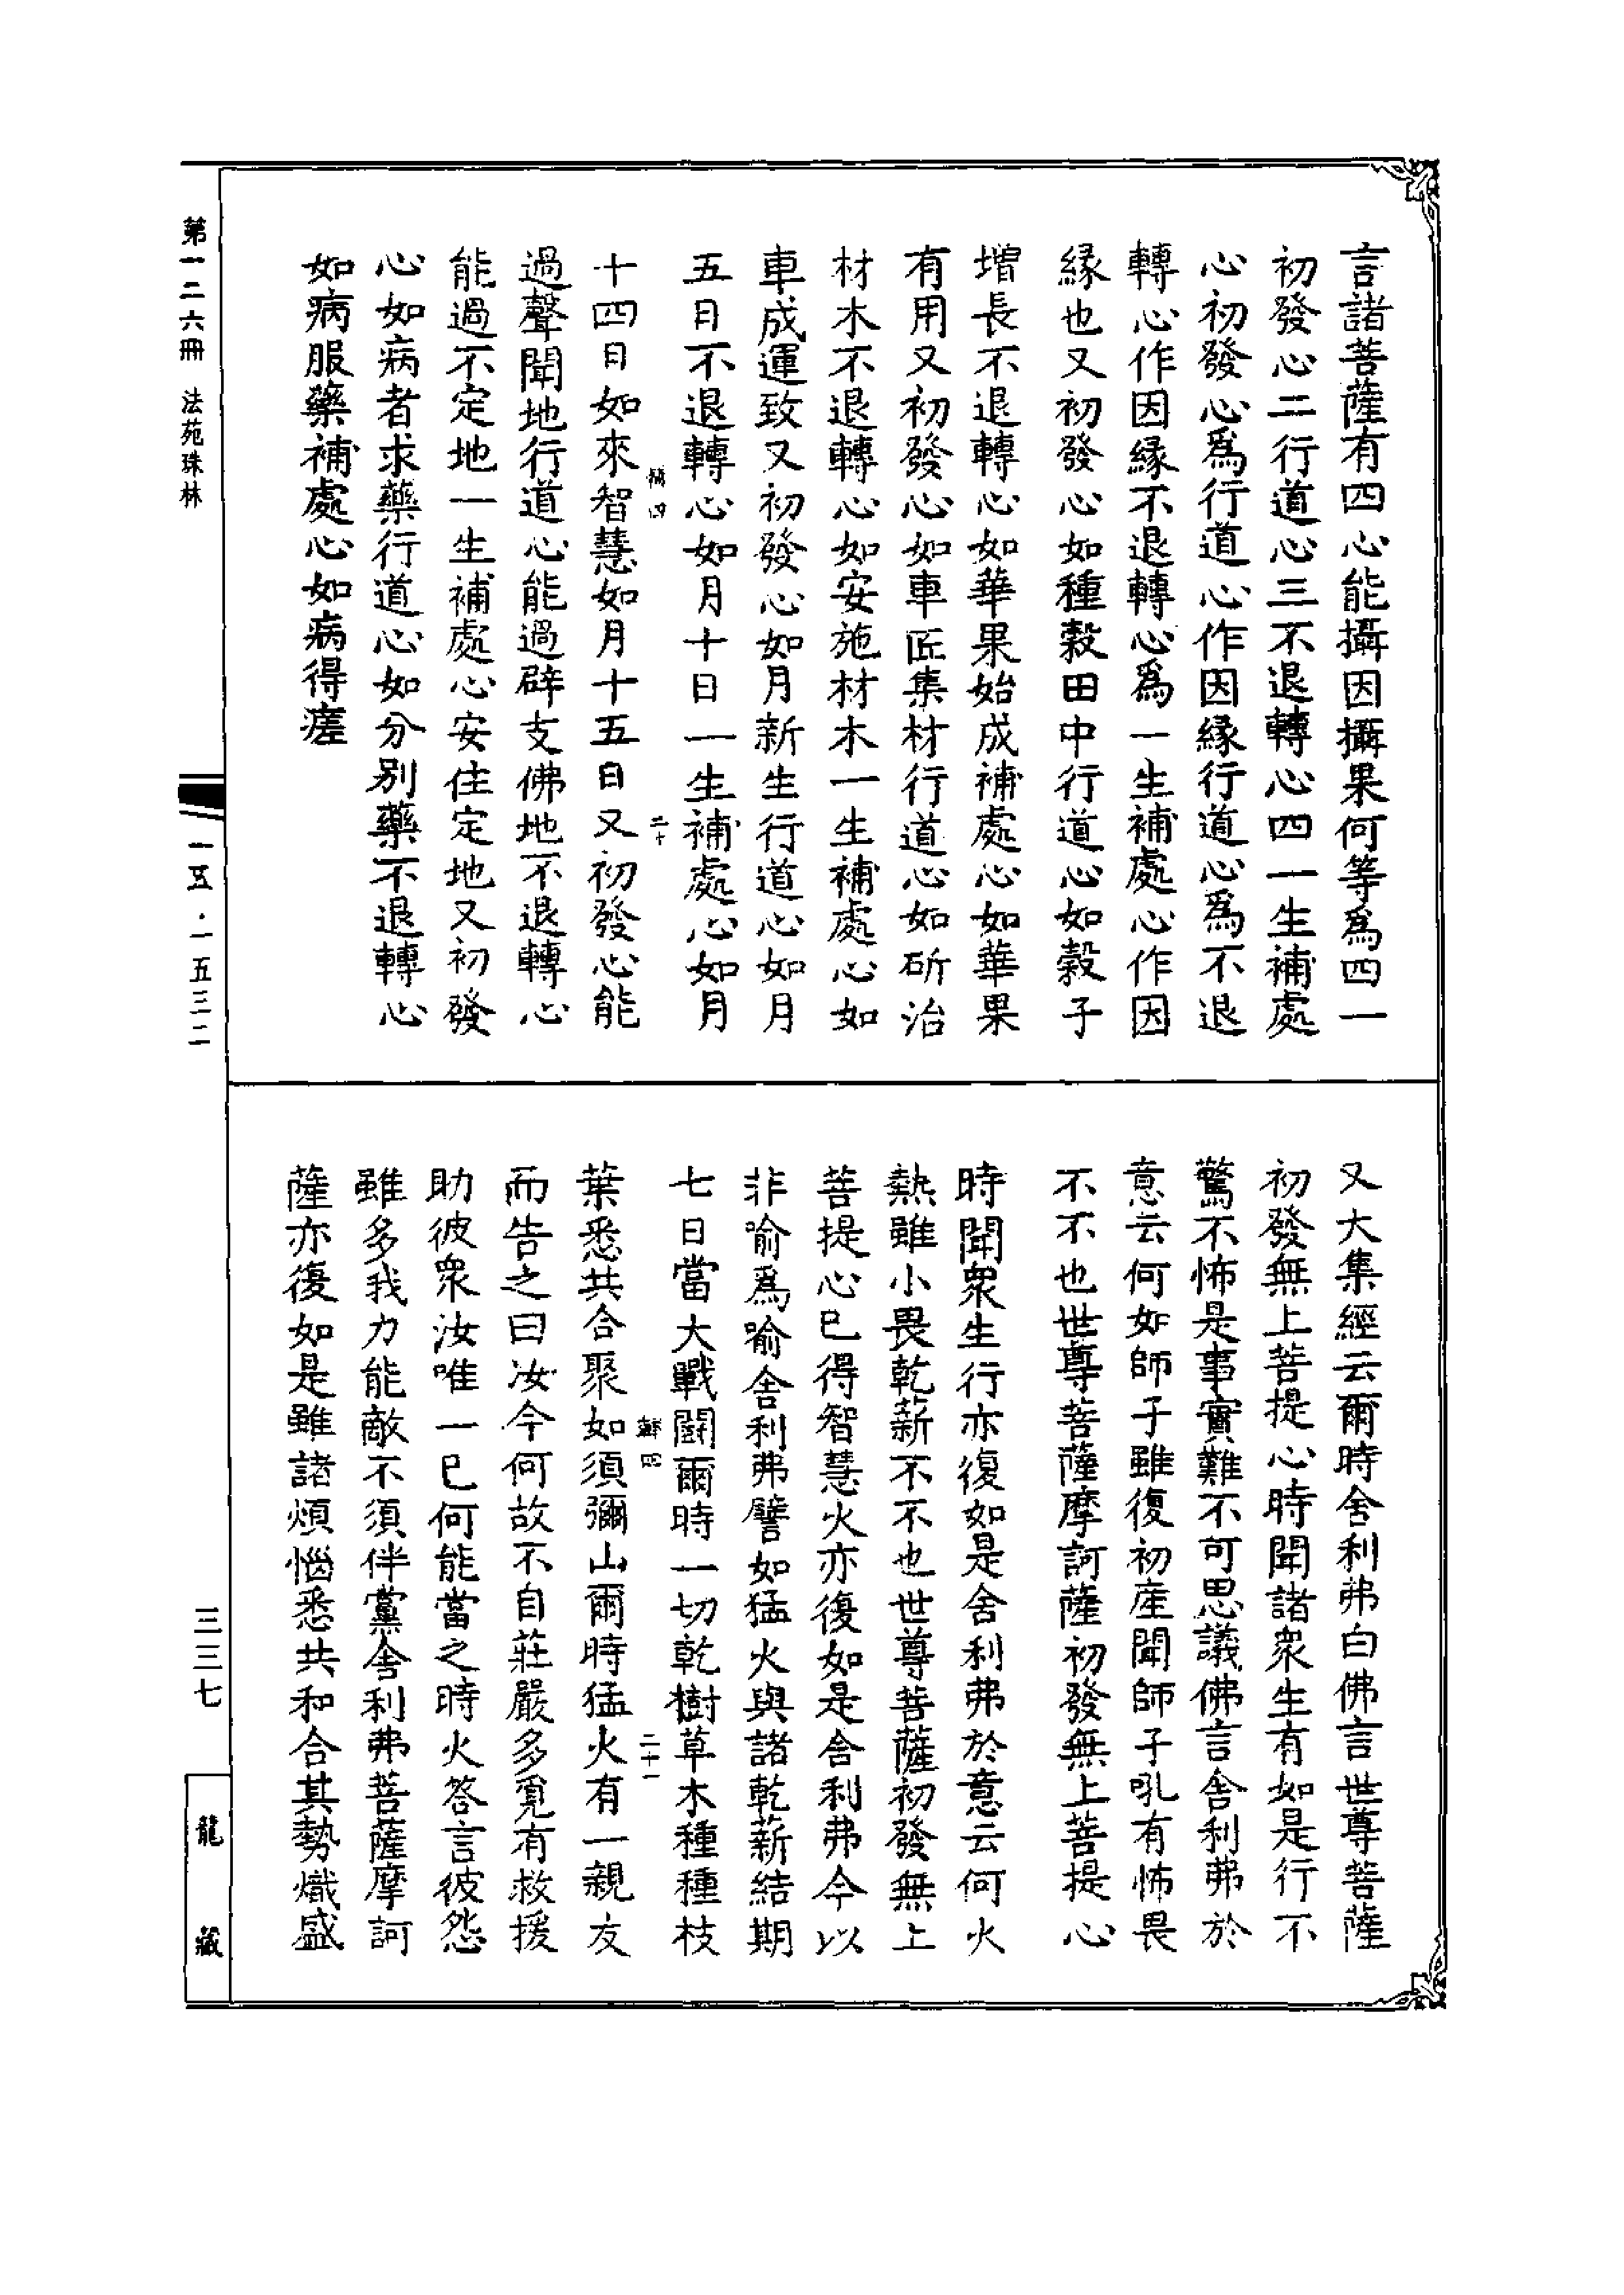 言諸菩薩有四心能攝因攝果何等爲四一
初發心二行道心三不退轉心四一生補處
心初發心爲行道心作因緣行道心爲不退
轉心作因緣不退轉心爲一生補處心作因
緣也又初發心如種穀田中行道心如穀子
增長不退轉心如華果始成補處心如華果
有用又初發心如車匠集材行道心如斫治
材木不退轉心如安施材木一生補處心如
車成運致又初發心如月新生行道心如月
五日不退轉心如月十日一生補處心如月
四 二十
十四日如來智慧如月十五日又初發心能
過聲聞地行道心能過辟支佛地不退轉心
能過不定地一生補處心安住定地又初發
心如病者求藥行道心如分別藥不退轉心
如病服藥補處心如病得瘥
又大集經云爾時舍利弗白佛言世尊菩薩
初發無上菩提心時聞諸衆生有如是行不
驚不怖是事實難不可思議佛言舍利弗於
意云何如師子雖復初產聞師子吼有怖畏
不不也世尊菩薩摩訶薩初發無上菩提心
時聞衆生行亦復如是舍利弗於意云何火
熱雖小畏乾薪不不也世尊菩薩初發無上
菩提心已得智慧火亦復如是舍利弗今以
非喻爲喻舍利弗譬如猛火與諸乾薪結期
七日當大戰鬬爾時一切乾樹草木種種枝
四 二十一
葉悉共合聚如須彌山爾時猛火有一親友
而告之曰汝今何故不自莊嚴多覓有救援
助彼衆汝唯一已何能當之時火答言彼怨
雖多我力能敵不須伴黨舍利弗菩薩摩訶
薩亦復如是雖諸煩惱悉共和合其勢熾盛
第一二六冊 法苑珠林
一五·一五三二
三三七
龍藏